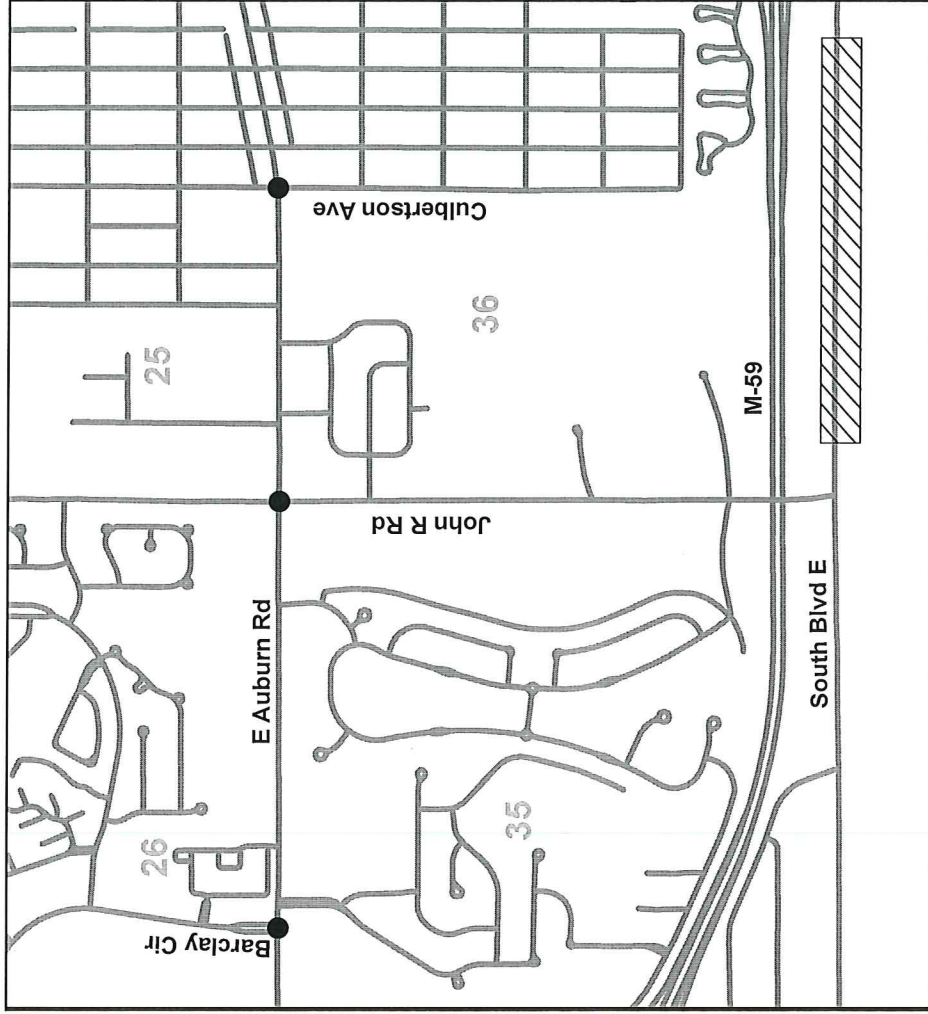 25
36
26
35
Culbertson Ave
John R Rd
Barclay Cir
E Auburn Rd
M-59
South Blvd E